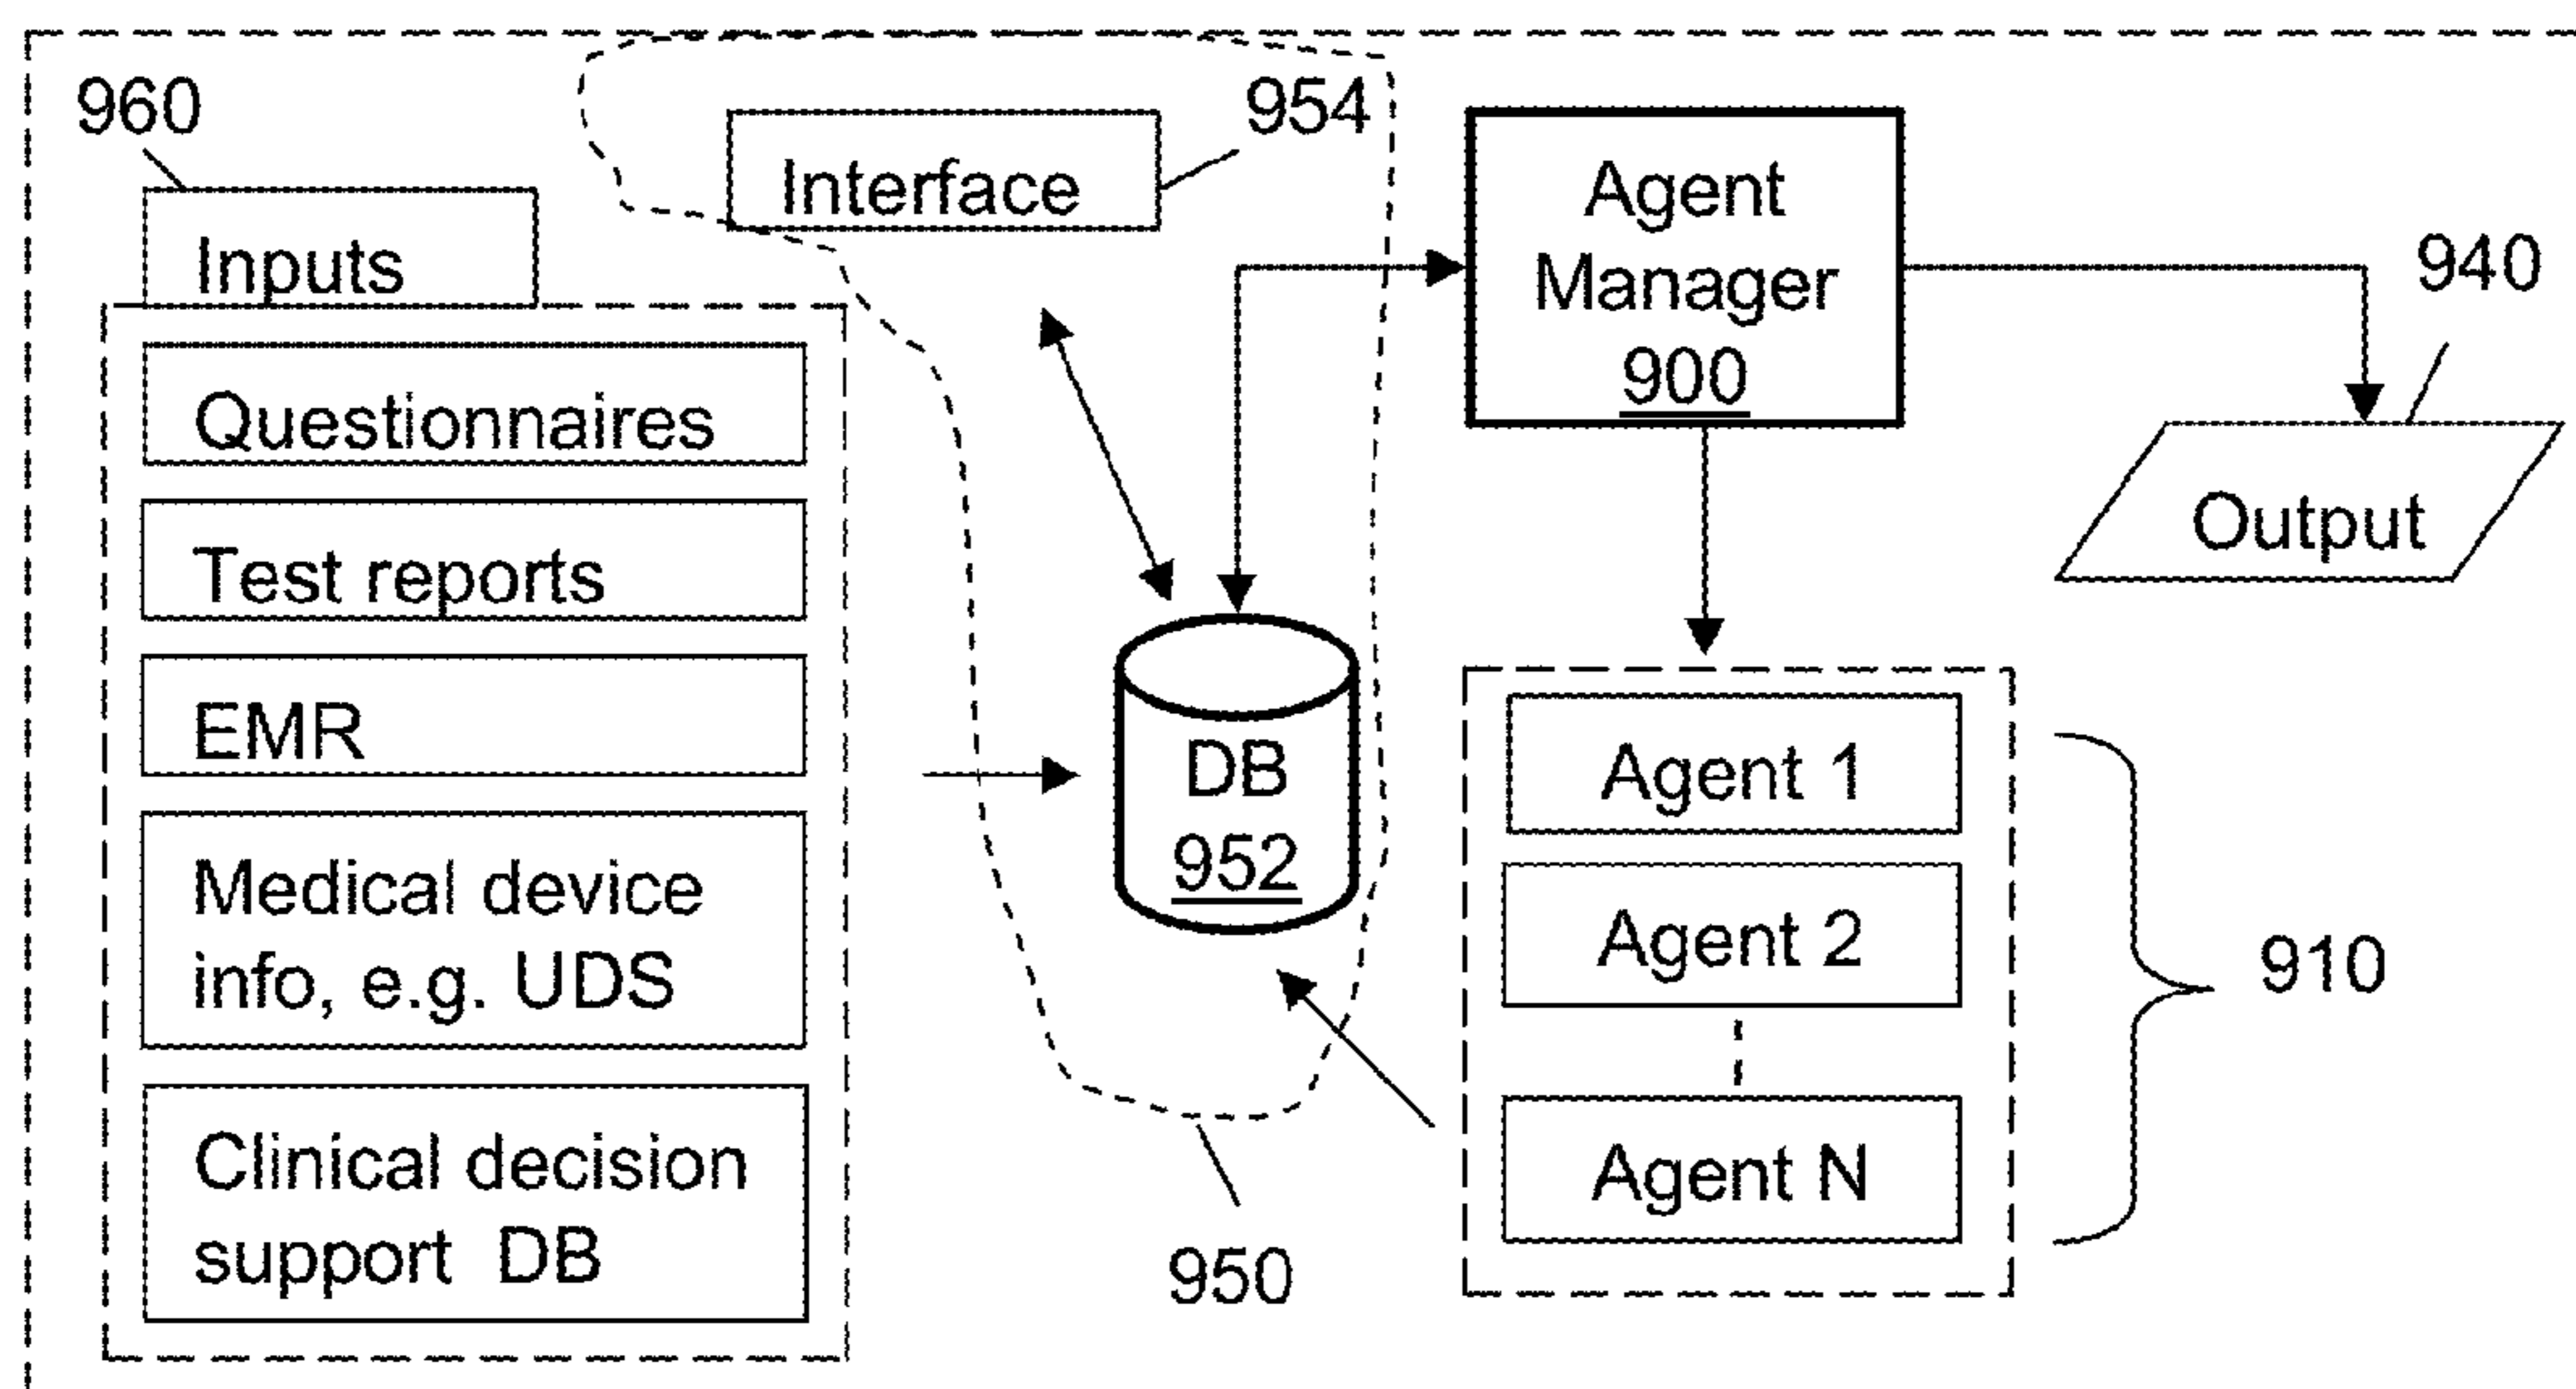 960
Inputs
Questionnaires
Test reports
EMR
Medical device
info, e.g. UDS
Clinical decision
support DB
Interface
954
DB
952
950
Agent
Manager
900
940
Output
Agent 1
Agent 2
Agent N
910